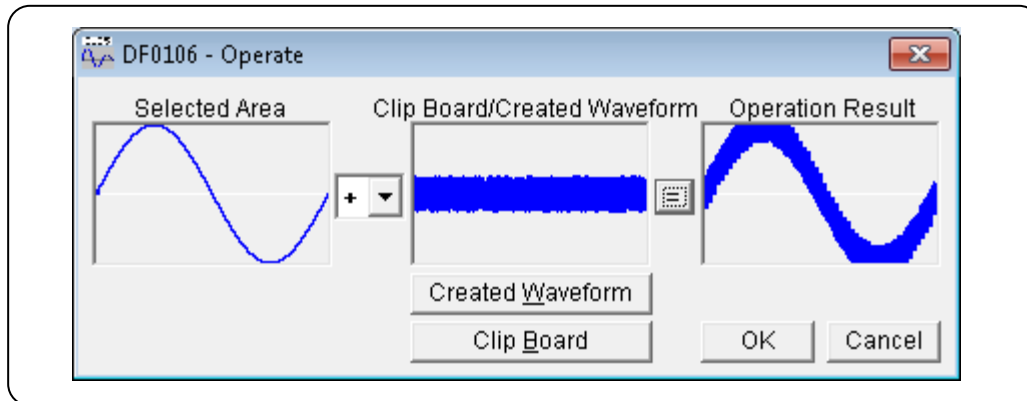 DF0106 - Operate
Selected Area
Clip Board/Created Waveform
Operation Result
+
=
Created Waveform
Clip Board
OK
Cancel